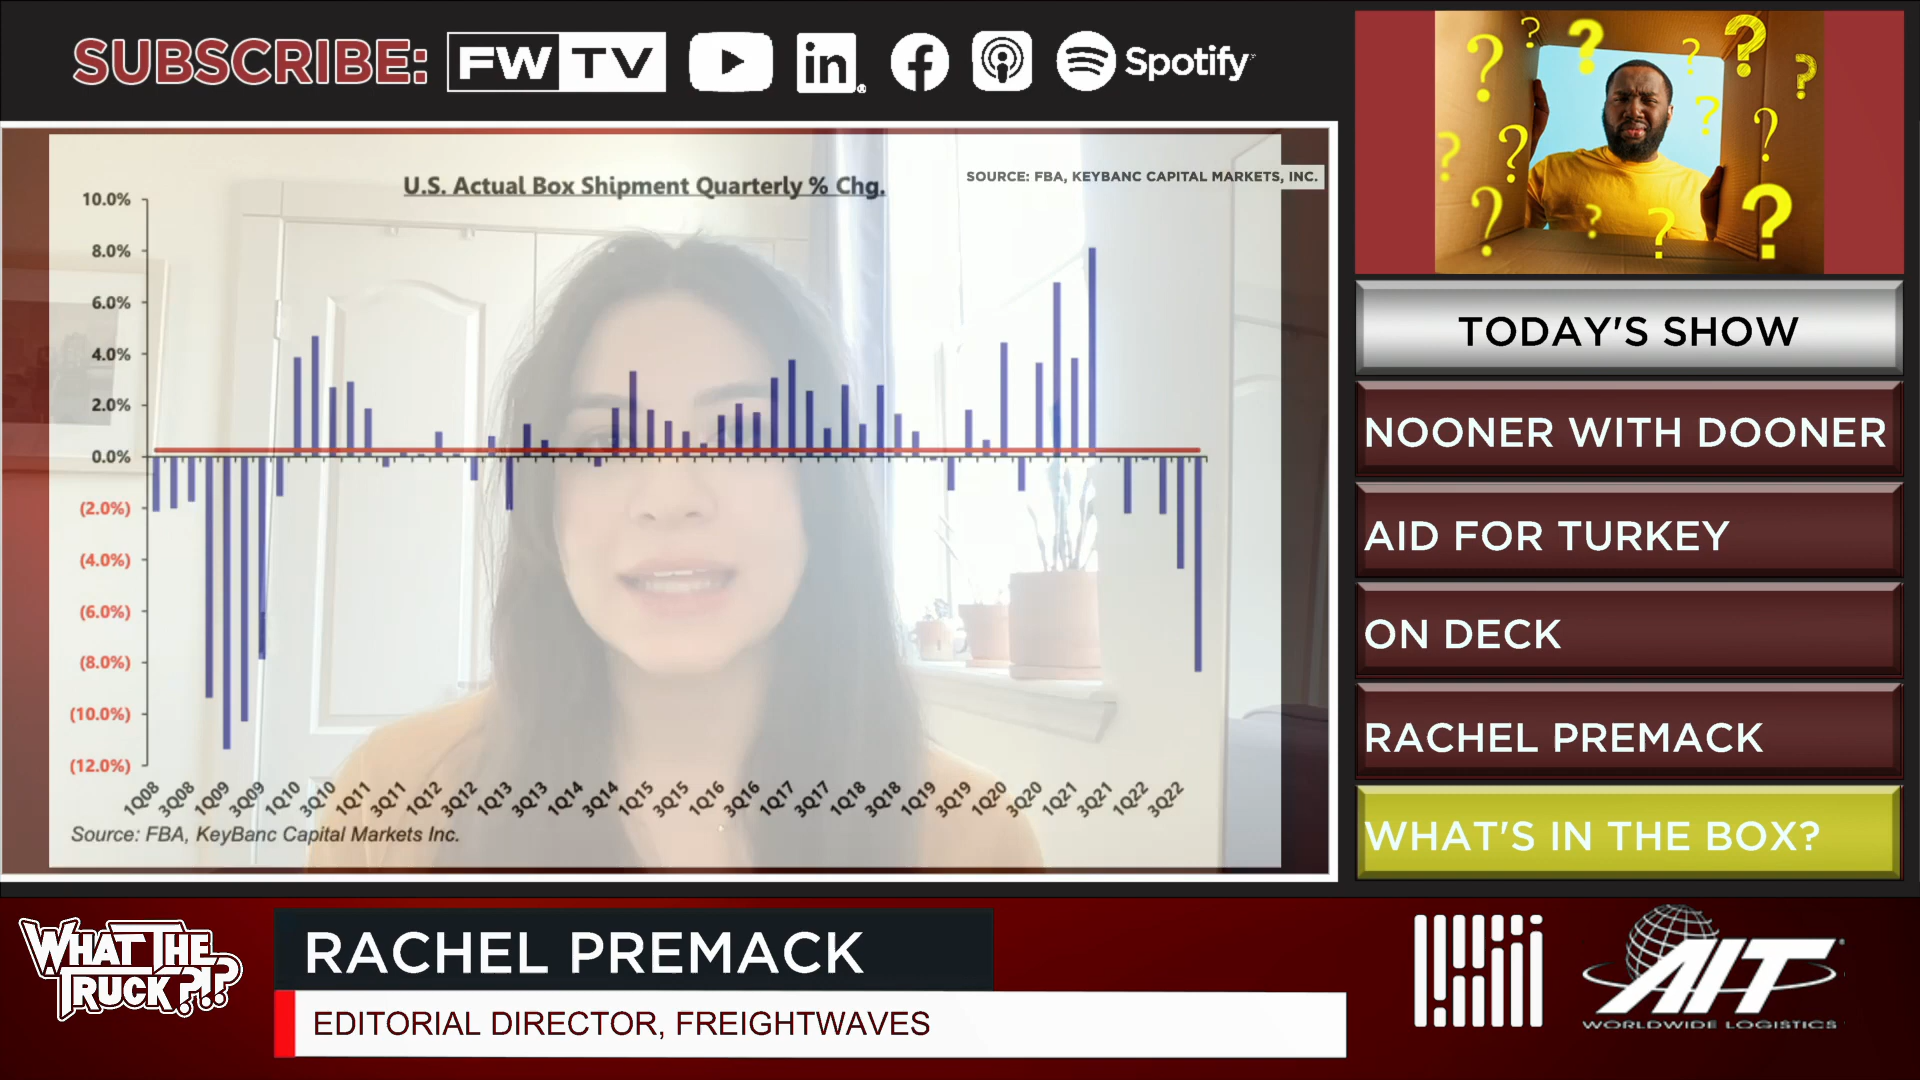 SUBSCRIBE: FW TV YouTube in Spotify
U.S. Actual Box Shipment Quarterly % Chg.
SOURCE: FBA, KEYBANC CAPITAL MARKETS, INC.
10.0%
8.0%
6.0%
4.0%
2.0%
0.0%
(2.0%)
(4.0%)
(6.0%)
(8.0%)
(10.0%)
(12.0%)
1Q08 3Q08 1Q09 3Q09 1Q10 3Q10 1Q11 3Q11 1Q12 3Q12 1Q13 3Q13 1Q14 3Q14 1Q15 3Q15 1Q16 3Q16 1Q17 3Q17 1Q18 3Q18 1Q19 3Q19 1Q20 3Q20 1Q21 3Q21 1Q22 3Q22
Source: FBA, KeyBanc Capital Markets Inc.
TODAY'S SHOW
NOONER WITH DOONER
AID FOR TURKEY
ON DECK
RACHEL PREMACK
WHAT'S IN THE BOX?
WHAT THE
TRUCK?!?
RACHEL PREMACK
EDITORIAL DIRECTOR, FREIGHTWAVES
AIT
WORLDWIDE LOGISTICS